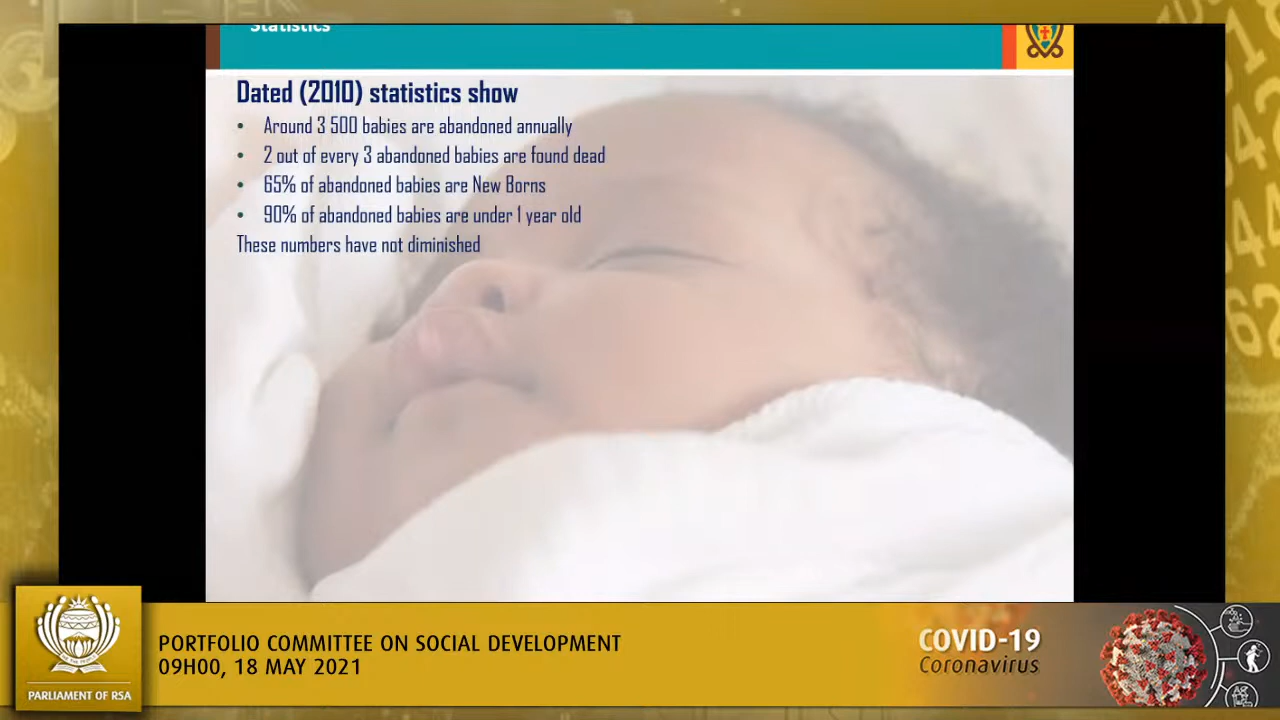 Statistics
Dated (2010) statistics show
• Around 3 500 babies are abandoned annually
• 2 out of every 3 abandoned babies are found dead
• 65% of abandoned babies are New Borns
• 90% of abandoned babies are under 1 year old
These numbers have not diminished
PORTFOLIO COMMITTEE ON SOCIAL DEVELOPMENT
09H00, 18 MAY 2021
PARLIAMENT OF RSA
COVID-19
Coronavirus